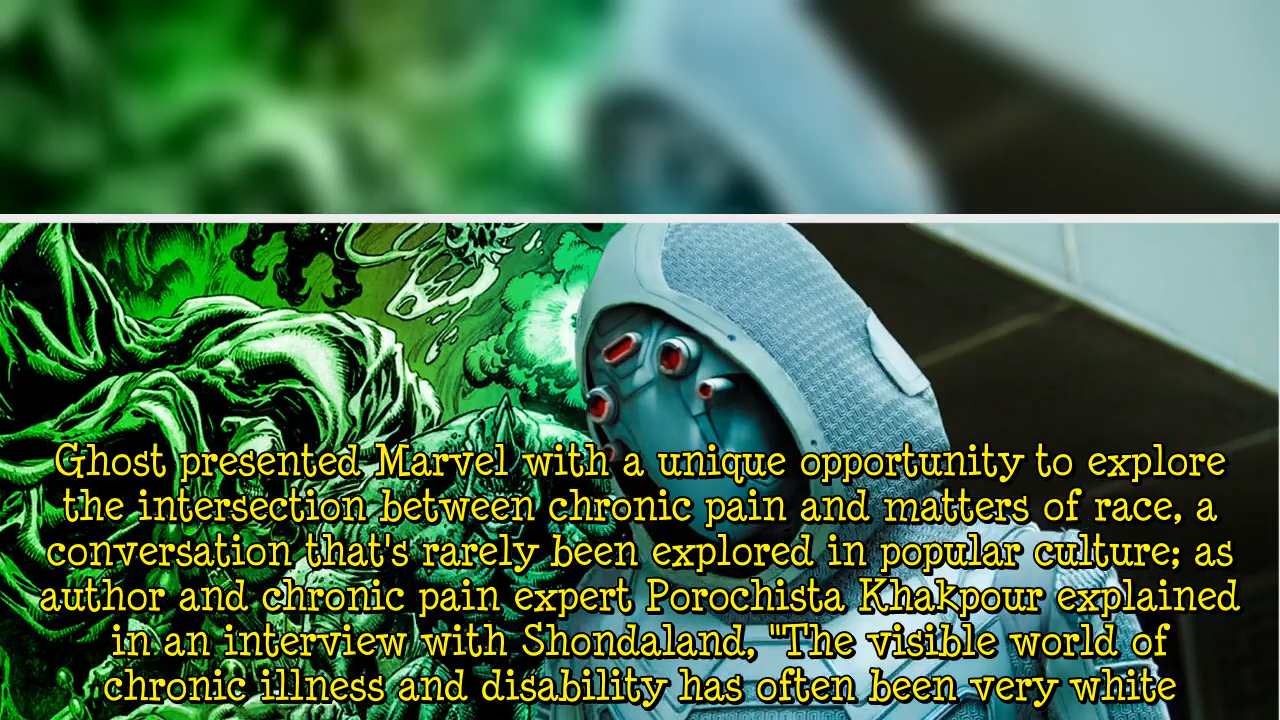 Ghost presented Marvel with a unique opportunity to explore
the intersection between chronic pain and matters of race, a
conversation that's rarely been explored in popular culture; as
author and chronic pain expert Porochista Khakpour explained
in an interview with Shondaland, "The visible world of
chronic illness and disability has often been very white